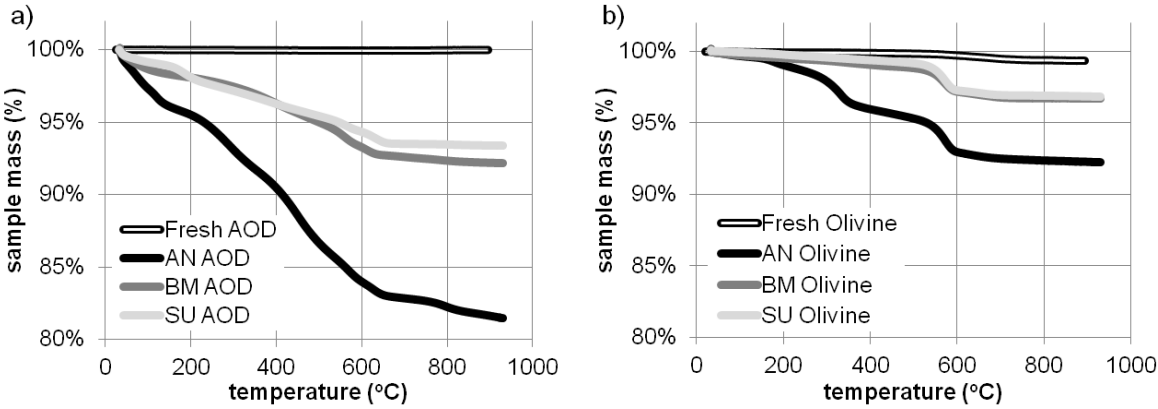 a)
100%
95%
90%
85%
80%
sample mass (%)
Fresh AOD
AN AOD
BM AOD
SU AOD
0 200 400 600 800 1000
temperature (ºC)
b)
100%
95%
90%
85%
80%
sample mass (%)
Fresh Olivine
AN Olivine
BM Olivine
SU Olivine
0 200 400 600 800 1000
temperature (ºC)